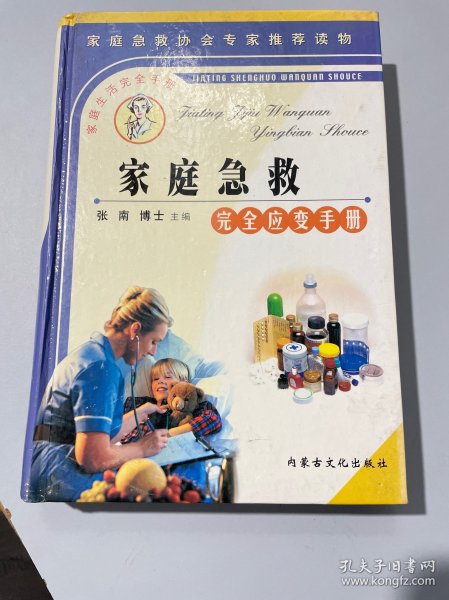 家庭急救协会专家推荐读物
JIATING SHENGHUO WANQUAN SHOUCE
家庭生活完全手册
Jiating Jijiu Wanquan
Yingbian Shouce
家庭急救
张南博士主编
完全应变手册
内蒙古文化出版社
孔夫子旧书网
www.kongfz.com